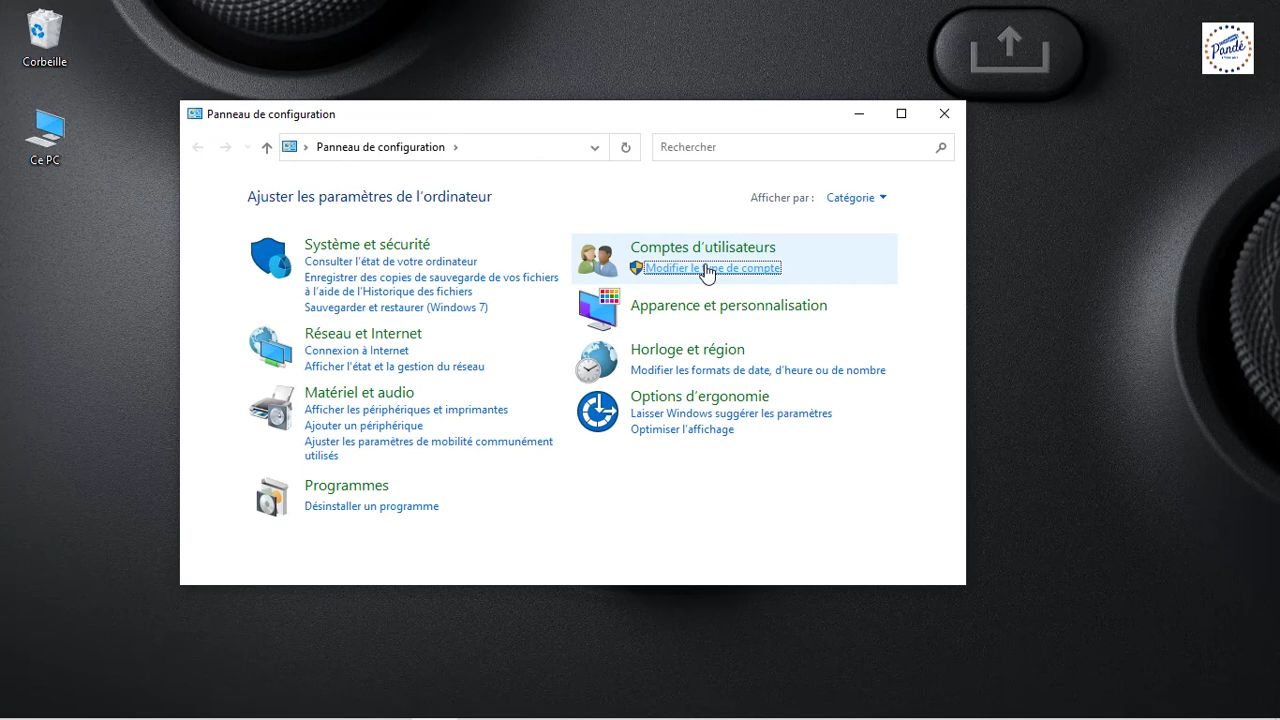 Corbeille
Ce PC
Pandé
Panneau de configuration
Panneau de configuration
Rechercher
Ajuster les paramètres de l'ordinateur
Afficher par :
Catégorie
Système et sécurité
Consulter l'état de votre ordinateur
Enregistrer des copies de sauvegarde de vos fichiers
à l'aide de l'Historique des fichiers
Sauvegarder et restaurer (Windows 7)
Réseau et Internet
Connexion à Internet
Afficher l'état et la gestion du réseau
Matériel et audio
Afficher les périphériques et imprimantes
Ajouter un périphérique
Ajuster les paramètres de mobilité communément
utilisés
Programmes
Désinstaller un programme
Comptes d'utilisateurs
Modifier le type de compte
Apparence et personnalisation
Horloge et région
Modifier les formats de date, d'heure ou de nombre
Options d'ergonomie
Laisser Windows suggérer les paramètres
Optimiser l'affichage